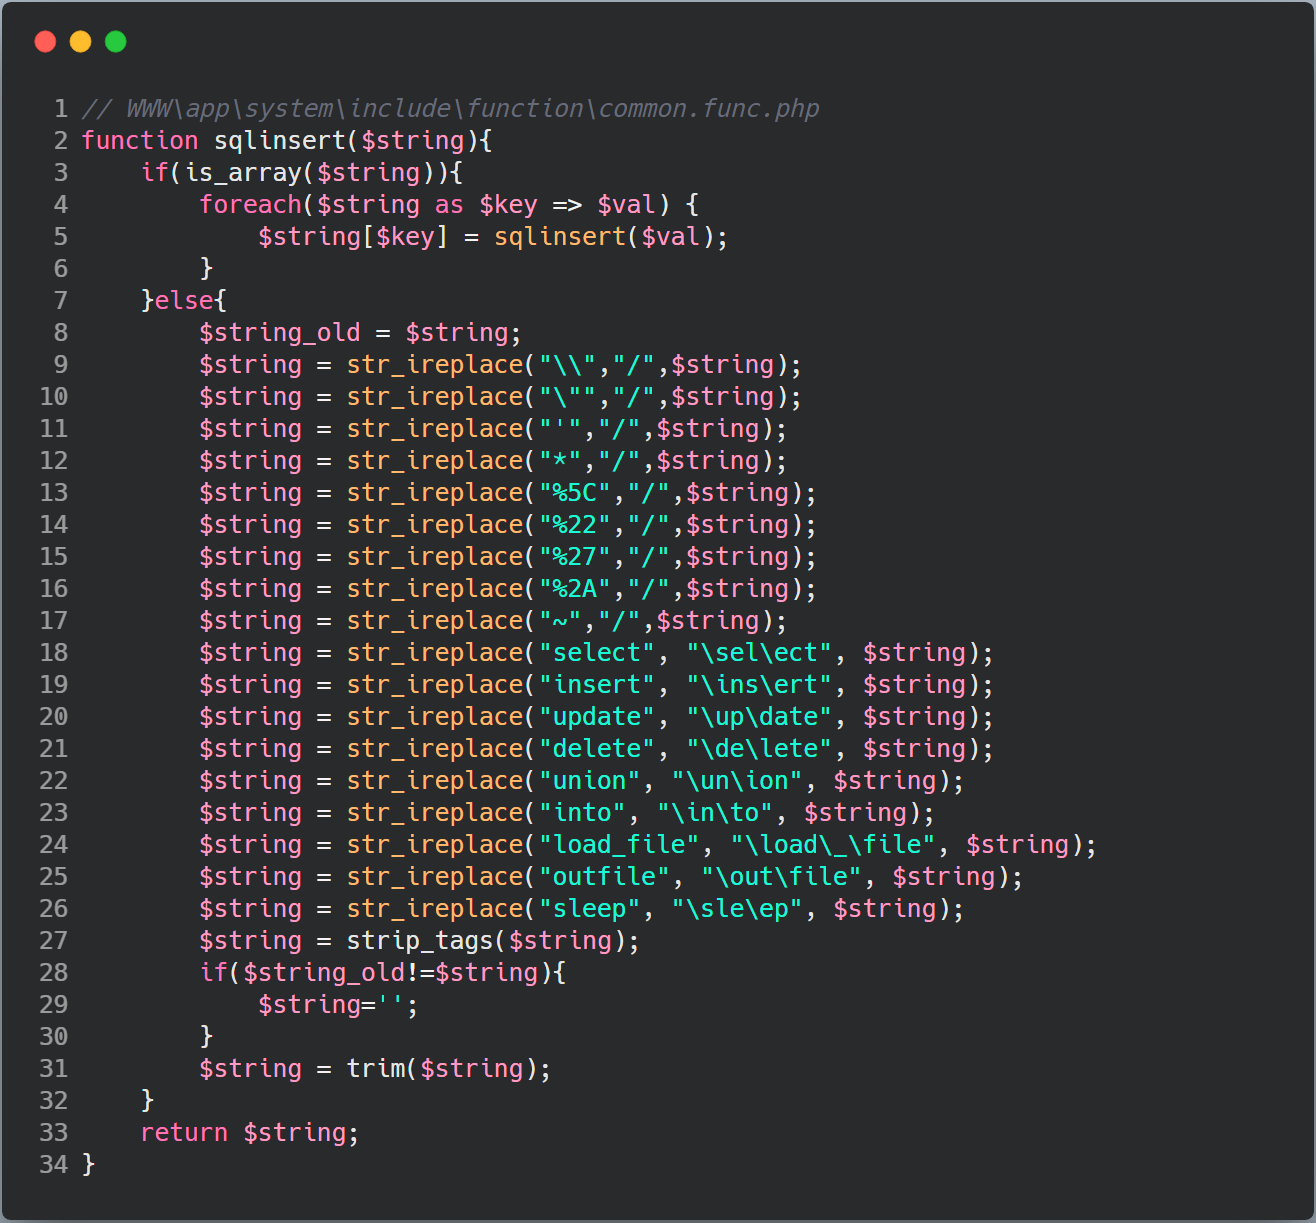 1 // WWW\app\system\include\function\common.func.php
2 function sqlinsert($string){
3     if(is_array($string)){
4         foreach($string as $key => $val) {
5             $string[$key] = sqlinsert($val);
6         }
7     }else{
8         $string_old = $string;
9         $string = str_ireplace("\\","/",$string);
10         $string = str_ireplace("\"","/",$string);
11         $string = str_ireplace("'","/",$string);
12         $string = str_ireplace("*","/",$string);
13         $string = str_ireplace("%5C","/",$string);
14         $string = str_ireplace("%22","/",$string);
15         $string = str_ireplace("%27","/",$string);
16         $string = str_ireplace("%2A","/",$string);
17         $string = str_ireplace("~","/",$string);
18         $string = str_ireplace("select", "\sel\ect", $string);
19         $string = str_ireplace("insert", "\ins\ert", $string);
20         $string = str_ireplace("update", "\up\date", $string);
21         $string = str_ireplace("delete", "\de\lete", $string);
22         $string = str_ireplace("union", "\un\ion", $string);
23         $string = str_ireplace("into", "\in\to", $string);
24         $string = str_ireplace("load_file", "\load\_\file", $string);
25         $string = str_ireplace("outfile", "\out\file", $string);
26         $string = str_ireplace("sleep", "\sle\ep", $string);
27         $string = strip_tags($string);
28         if($string_old!=$string){
29             $string='';
30         }
31         $string = trim($string);
32     }
33     return $string;
34 }